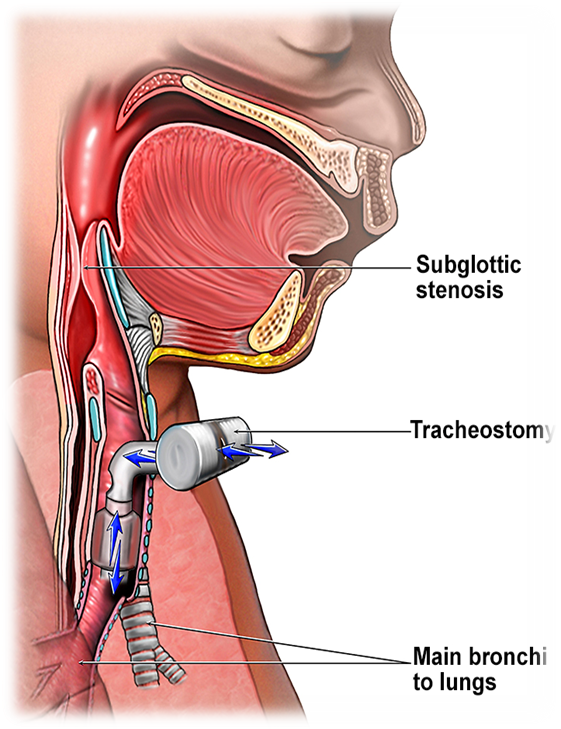 Subglottic
stenosis
Tracheostomy
Main bronchi
to lungs